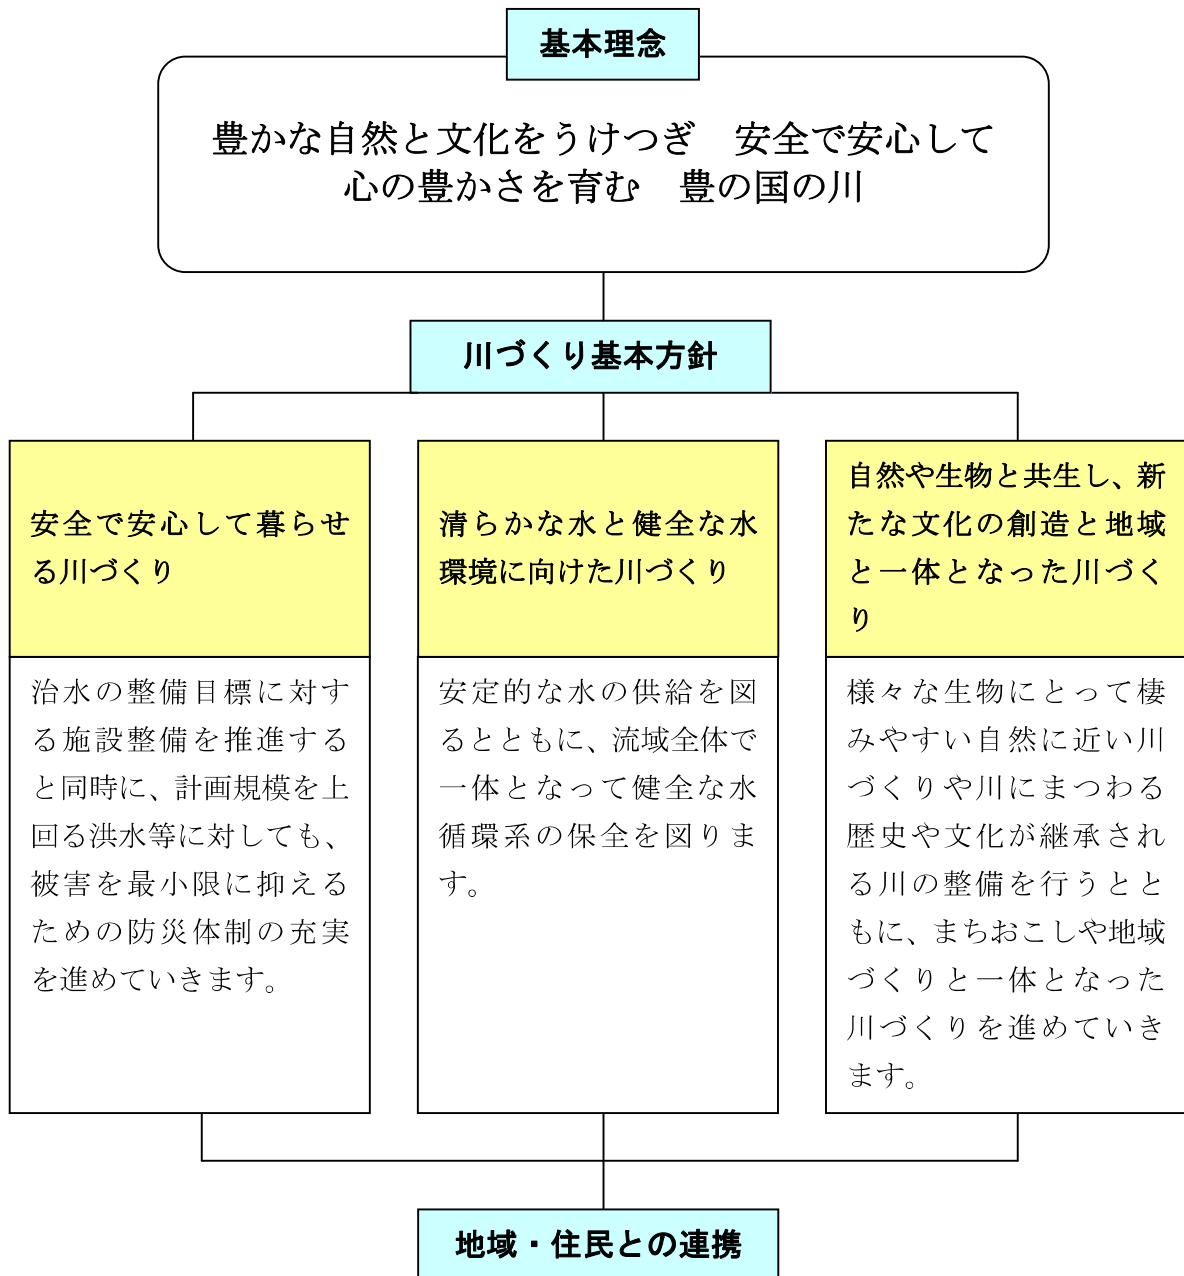 基本理念
豊かな自然と文化をうけつぎ　安全で安心して
心の豊かさを育む　豊の国の川
川づくり基本方針
安全で安心して暮らせ
る川づくり
治水の整備目標に対す
る施設整備を推進する
と同時に、計画規模を上
回る洪水等に対しても、
被害を最小限に抑える
ための防災体制の充実
を進めていきます。
清らかな水と健全な水
環境に向けた川づくり
安定的な水の供給を図
るとともに、流域全体で
一体となって健全な水
循環系の保全を図りま
す。
自然や生物と共生し、新
たな文化の創造と地域
と一体となった川づく
り
様々な生物にとって棲
みやすい自然に近い川
づくりや川にまつわる
歴史や文化が継承され
る川の整備を行うとと
もに、まちおこしや地域
づくりと一体となった
川づくりを進めていき
ます。
地域・住民との連携